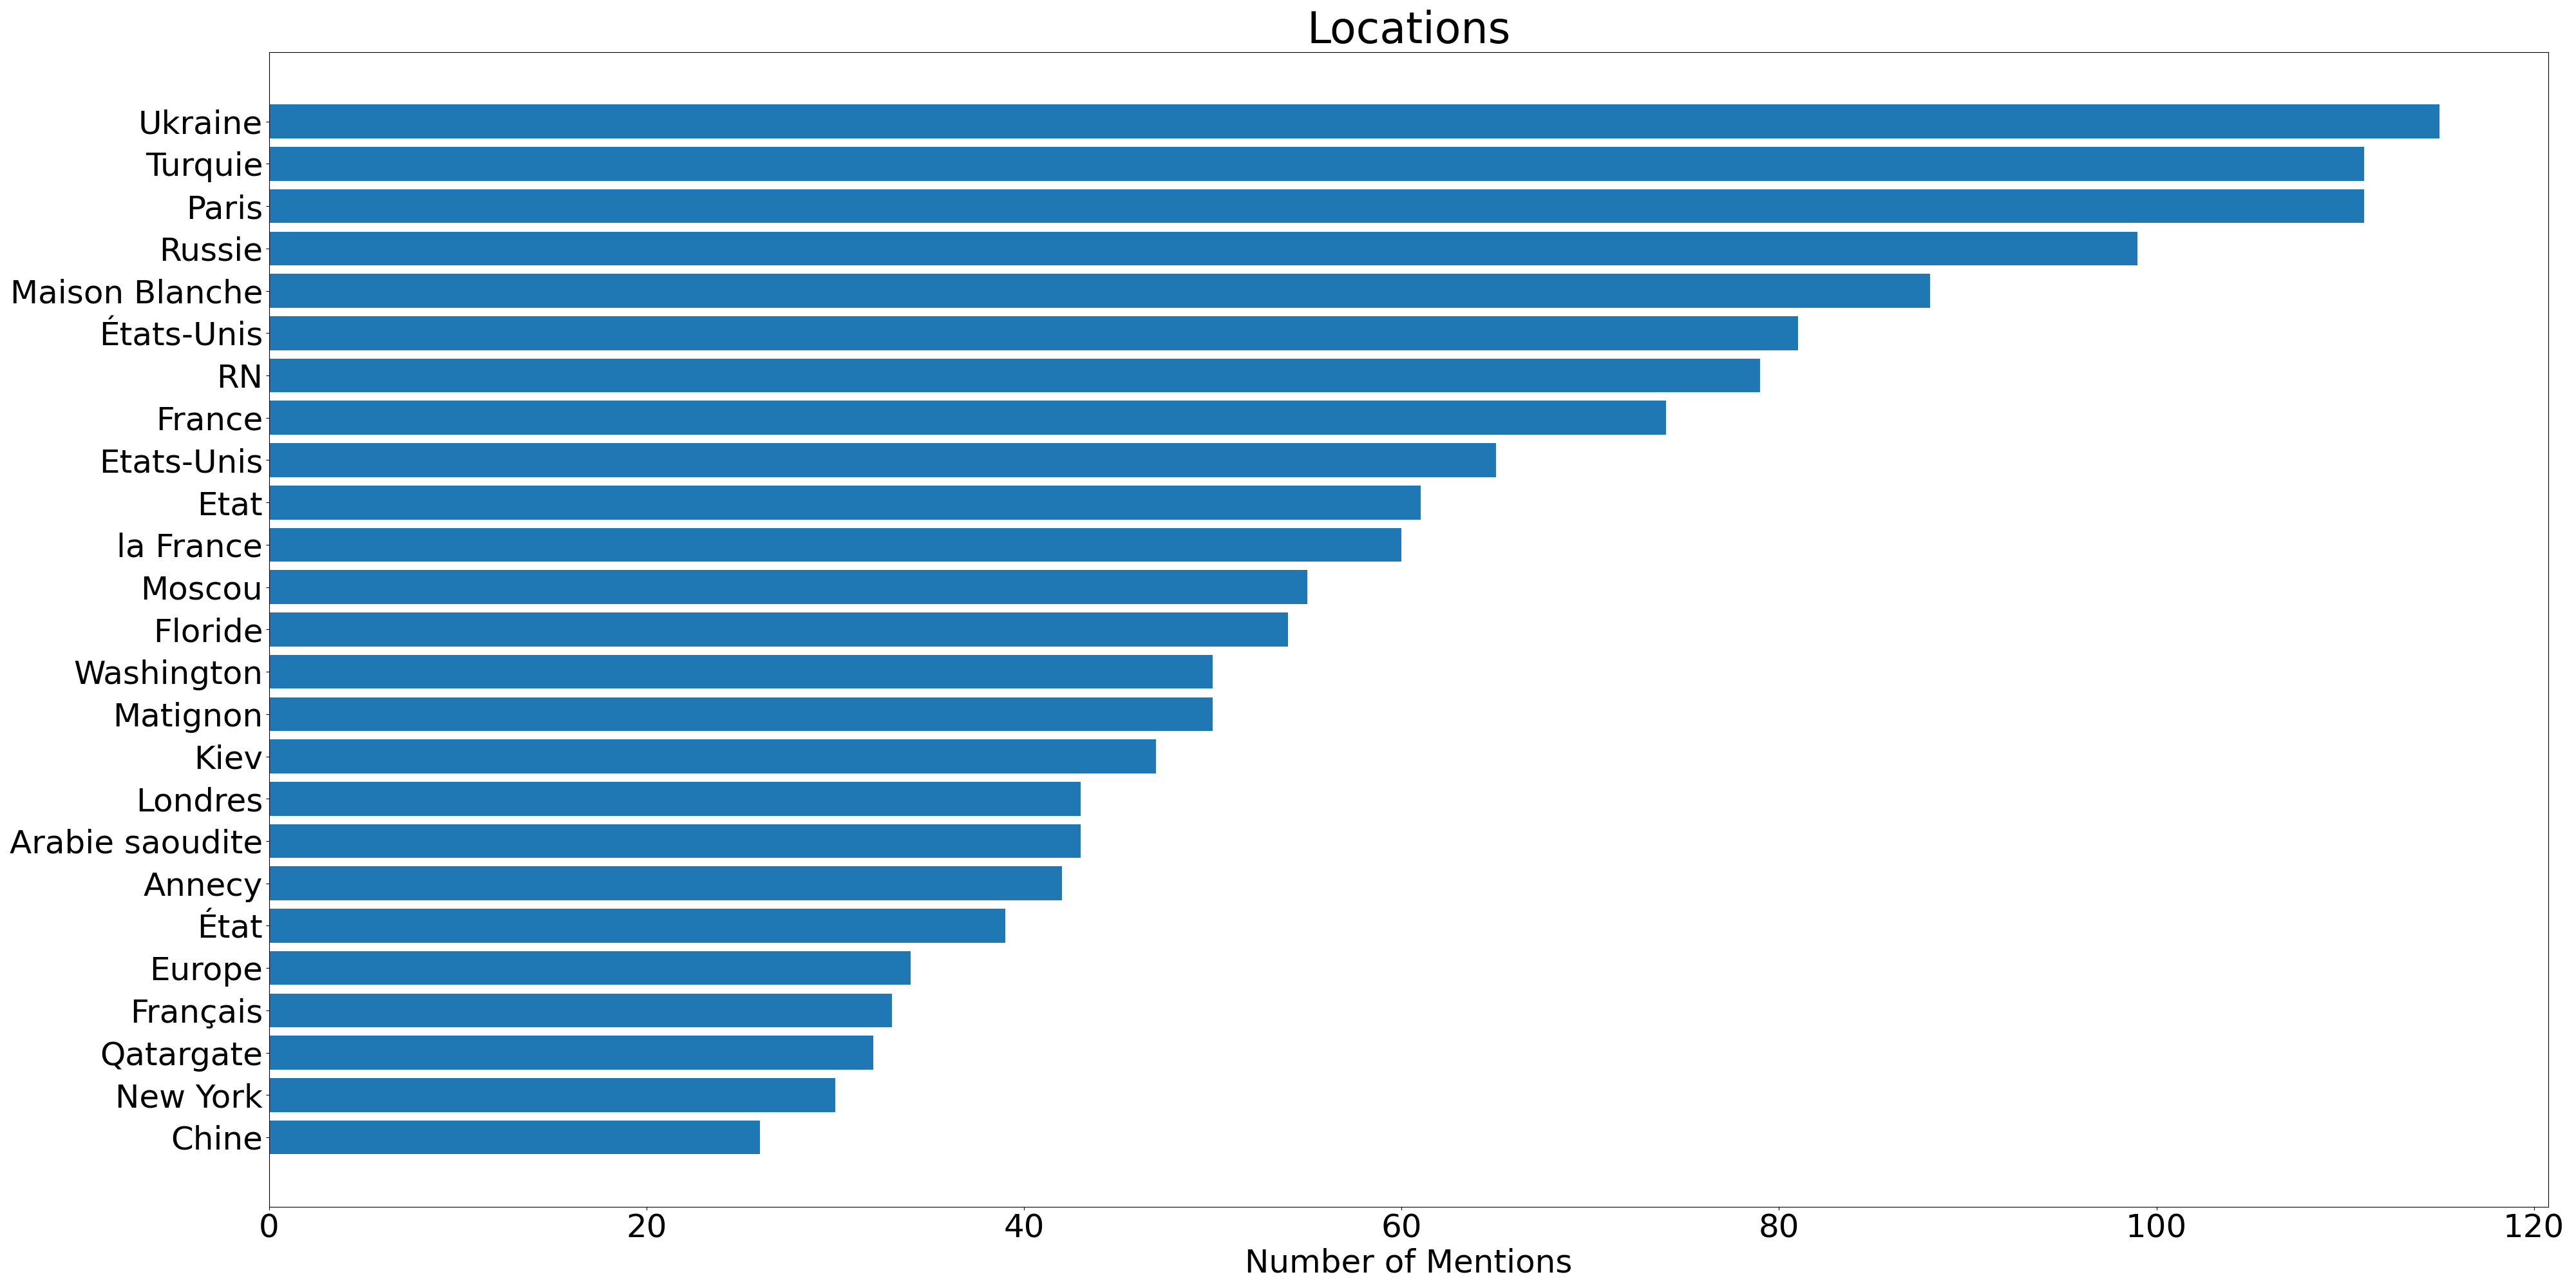 Locations
Ukraine
Turquie
Paris
Russie
Maison Blanche
États-Unis
RN
France
Etats-Unis
Etat
la France
Moscou
Floride
Washington
Matignon
Kiev
Londres
Arabie saoudite
Annecy
État
Europe
Français
Qatargate
New York
Chine
0 20 40 60 80 100 120
Number of Mentions